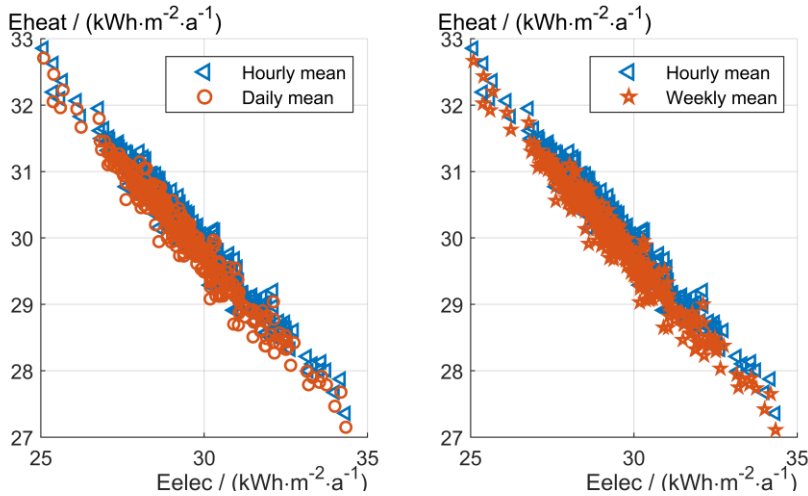 Eheat / (kWh·m⁻²·a⁻¹)
33
32
31
30
29
28
27
25
30
35
Eelec / (kWh·m⁻²·a⁻¹)
Hourly mean
Daily mean
Eheat / (kWh·m⁻²·a⁻¹)
33
32
31
30
29
28
27
25
30
35
Eelec / (kWh·m⁻²·a⁻¹)
Hourly mean
Weekly mean